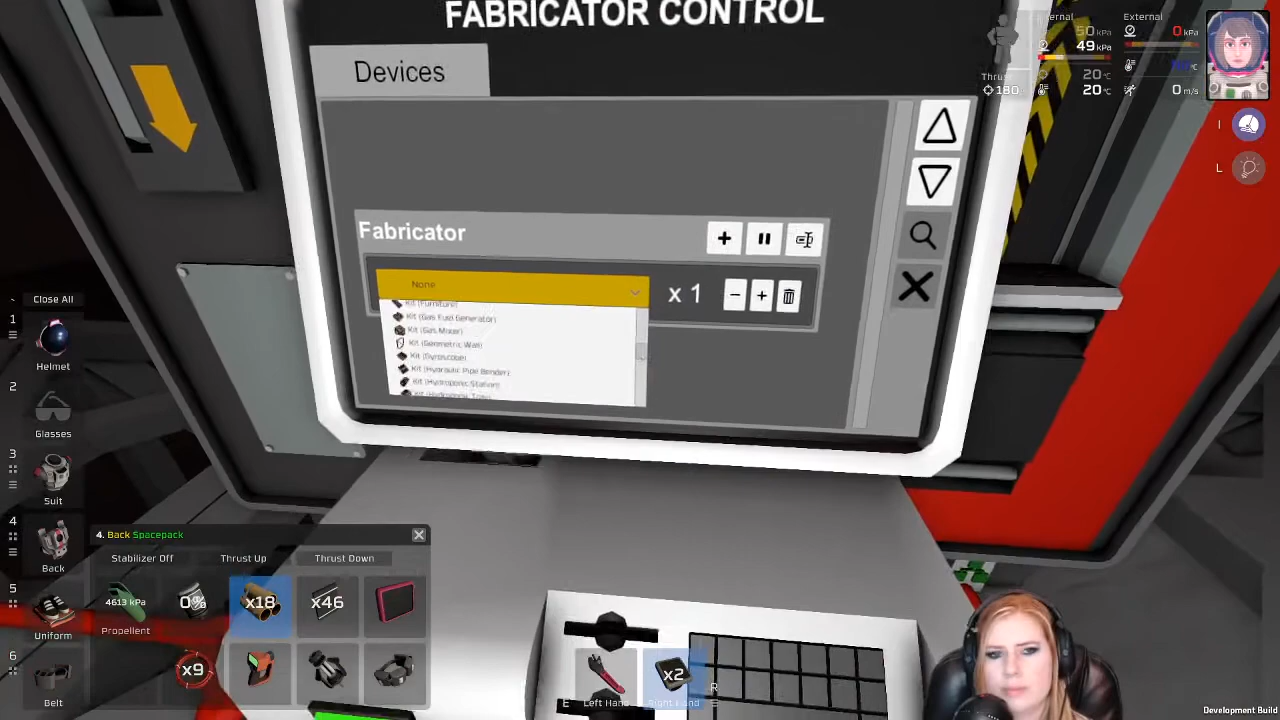 FABRICATOR CONTROL
Devices
Fabricator
None
x 1
Kit (Furniture)
Kit (Gas Fuel Generator)
Kit (Gas Mixer)
Kit (Geometric Wall)
Kit (Gyroscope)
Kit (Hydraulic Pipe Bender)
Kit (Hydroponic Station)
External
50 kPa
0 kPa
49 kPa
20 °C
Thrust
180
20 °C
0 m/s
I
L
Close All
1
Helmet
2
Glasses
3
Suit
4
Back
5
Uniform
6
Belt
4. Back Spacepack
Stabilizer Off
Thrust Up
Thrust Down
4613 kPa
Propellent
0%
x18
x46
x9
x2
E
Left Hand
Right Hand
R
Development Build